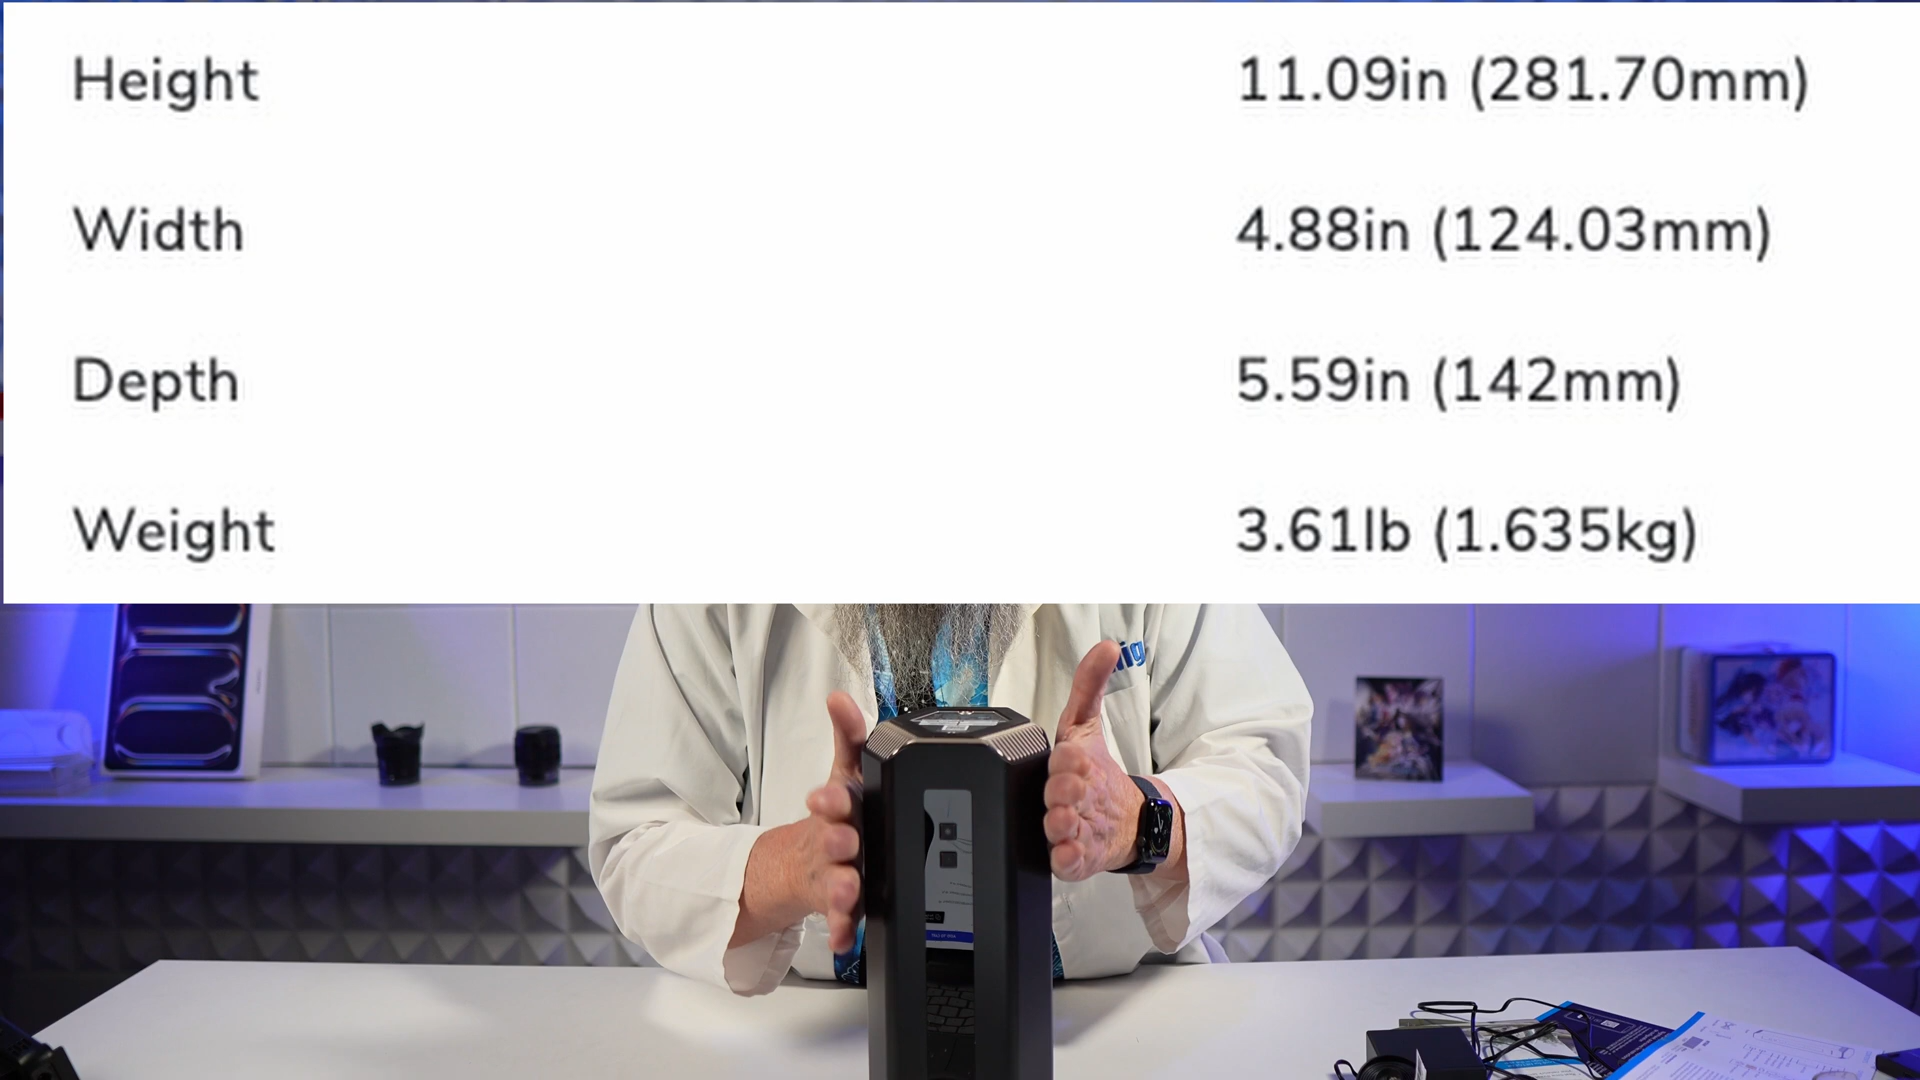 Height 11.09in (281.70mm)
Width 4.88in (124.03mm)
Depth 5.59in (142mm)
Weight 3.61lb (1.635kg)